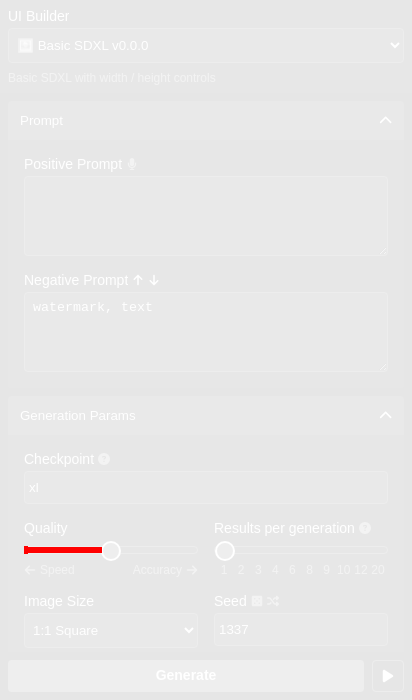 UI Builder
Basic SDXL v0.0.0
Basic SDXL with width / height controls
Prompt
Positive Prompt
Negative Prompt
watermark, text
Generation Params
Checkpoint
xl
Quality
Results per generation
Speed Accuracy
1 2 3 4 6 8 9 10 12 20
Image Size
Seed
1:1 Square
1337
Generate